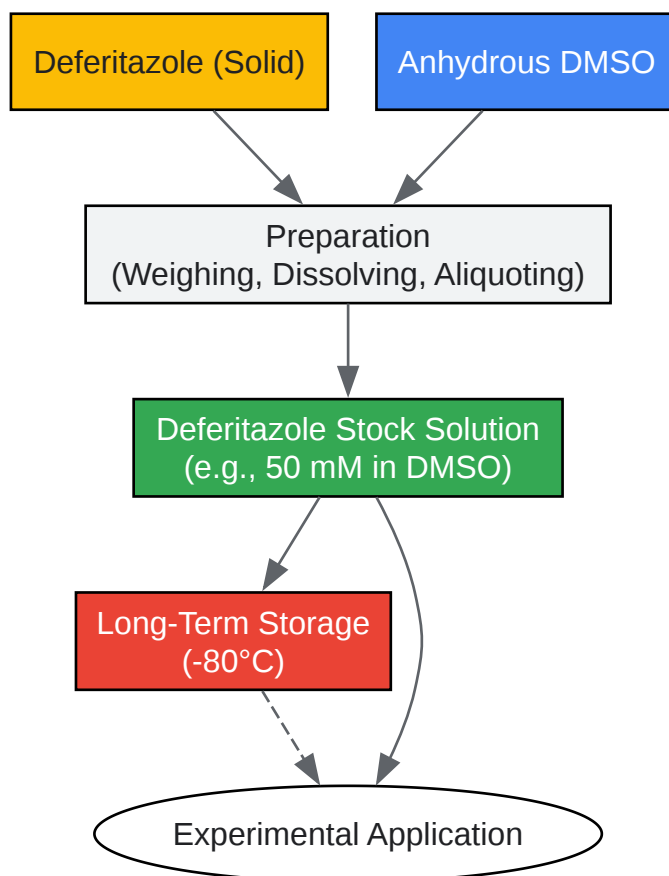 Deferitazole (Solid)
Anhydrous DMSO
Preparation
(Weighing, Dissolving, Aliquoting)
Deferitazole Stock Solution
(e.g., 50 mM in DMSO)
Long-Term Storage
(-80°C)
Experimental Application